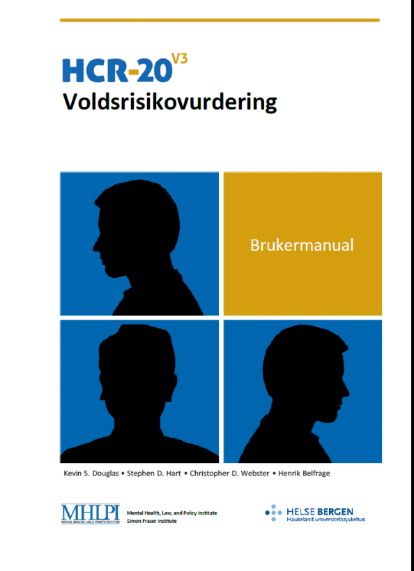 HCR-20V3
Voldsrisikovurdering
Brukermanual
Kevin S. Douglas • Stephen D. Hart • Christopher D. Webster • Henrik Belfrage
MHLPI
Mental Health, Law, and Policy Institute
Simon Fraser Institute
HELSE BERGEN
Haukeland universitetssjukehus